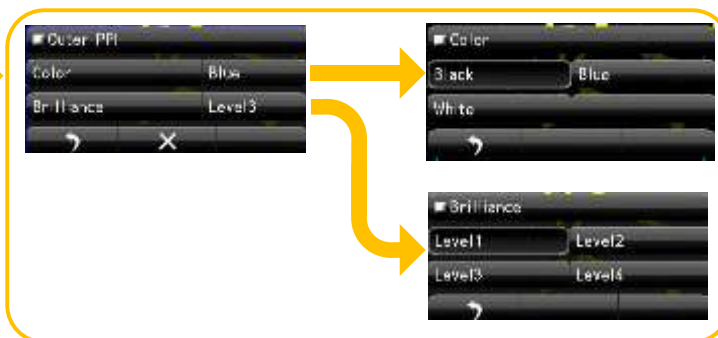 Outer PPI
Color Blue
Brilliance Level3
Color
Black Blue
White
Brilliance
Level1 Level2
Level3 Level4